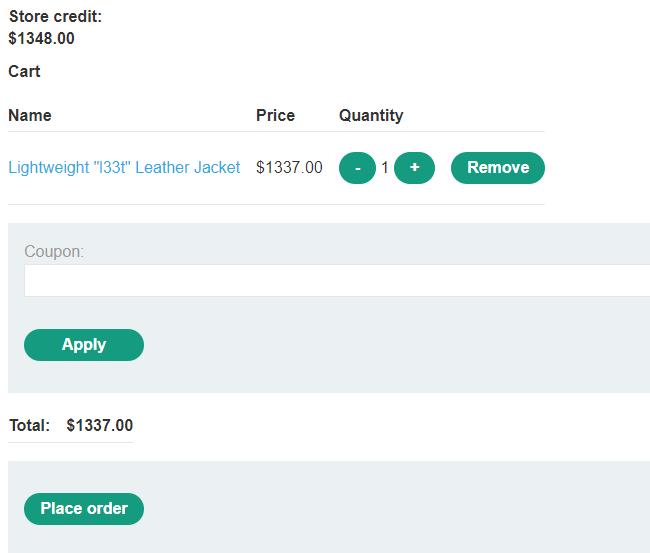 Store credit:
$1348.00
Cart
Name Price Quantity
Lightweight "l33t" Leather Jacket $1337.00 - 1 + Remove
Coupon:
Apply
Total: $1337.00
Place order